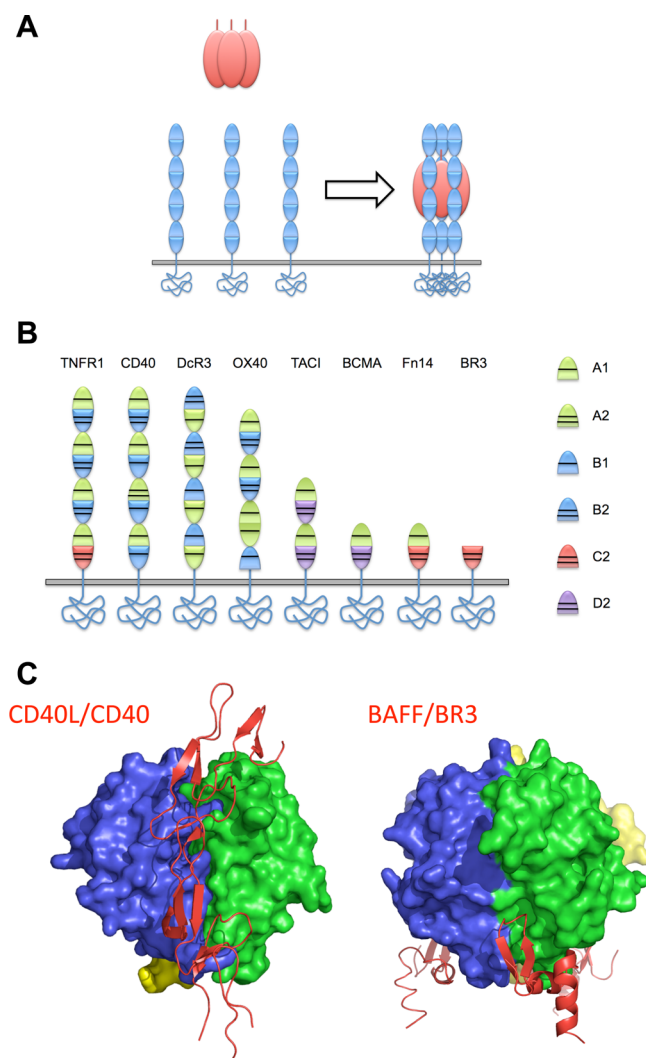 A
B
TNFR1 CD40 DcR3 OX40 TACI BCMA Fn14 BR3
A1
A2
B1
B2
C2
D2
C
CD40L/CD40 BAFF/BR3